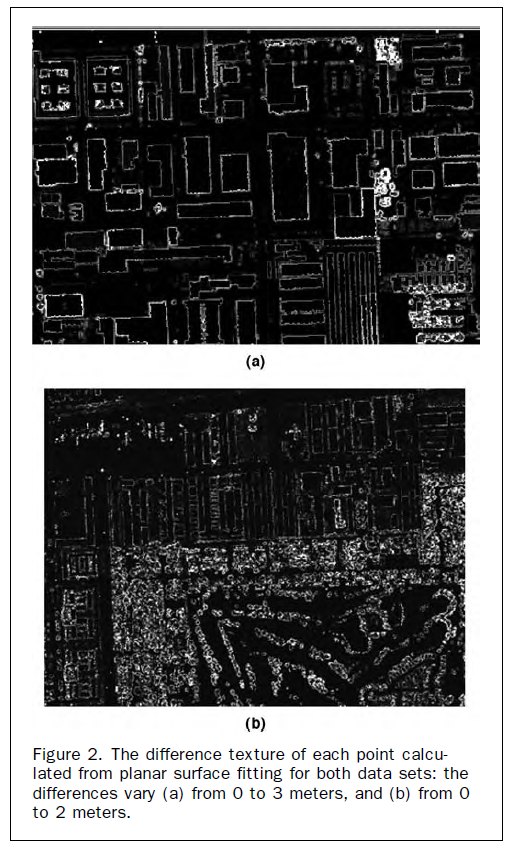 (a)
(b)
Figure 2. The difference texture of each point calcu-
lated from planar surface fitting for both data sets: the
differences vary (a) from 0 to 3 meters, and (b) from 0
to 2 meters.